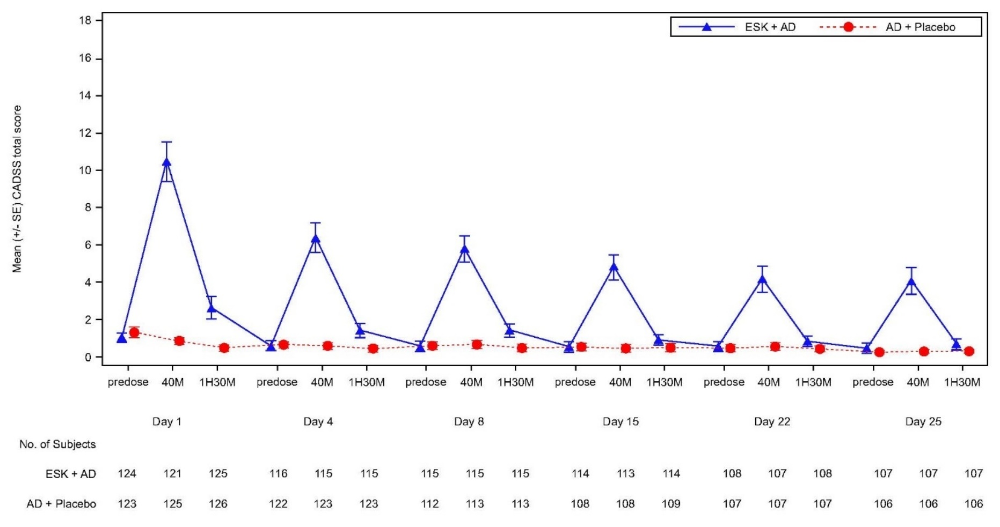 18
ESK + AD AD + Placebo
16
14
12
10
8
6
4
2
0
Mean (+/- SE) CADSS total score
predose 40M 1H30M predose 40M 1H30M predose 40M 1H30M predose 40M 1H30M predose 40M 1H30M predose 40M 1H30M
Day 1 Day 4 Day 8 Day 15 Day 22 Day 25
No. of Subjects
ESK + AD 124 121 125 116 115 115 115 115 115 114 113 114 108 107 108 107 107 107
AD + Placebo 123 125 126 122 123 123 112 113 113 108 108 109 107 107 107 106 106 106